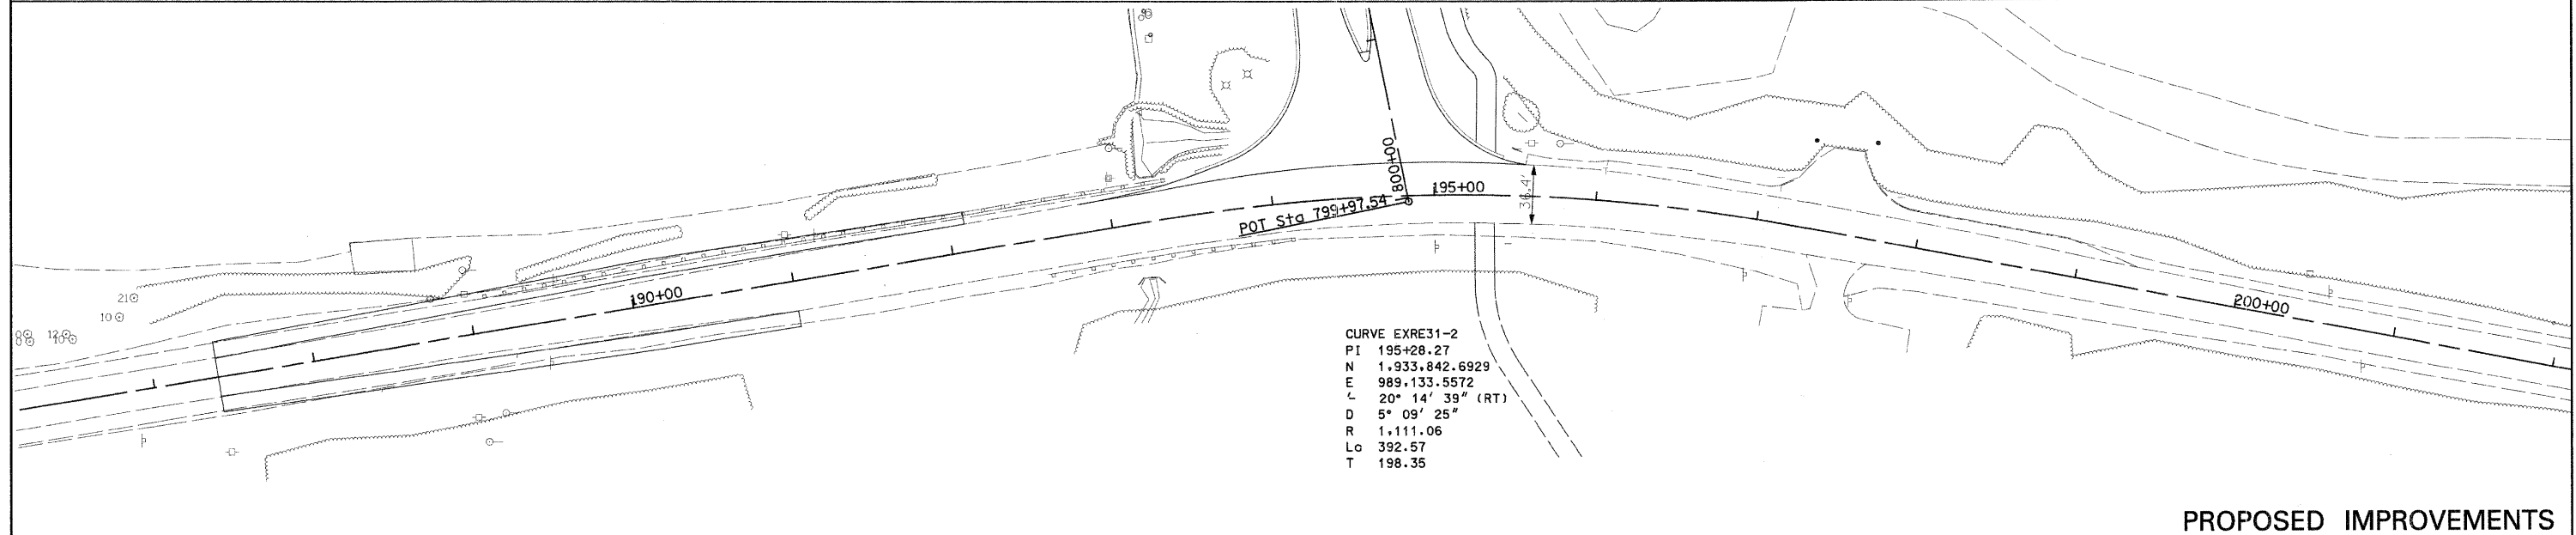 800+00
195+00
POT Sta 799+97.54
190+00
200+00
21
10
12
10
CURVE EXRE31-2
PI 195+28.27
N 1,933,842.6929
E 989,133.5572
20° 14' 39" (RT)
D 5° 09' 25"
R 1,111.06
Lc 392.57
T 198.35
PROPOSED IMPROVEMENTS